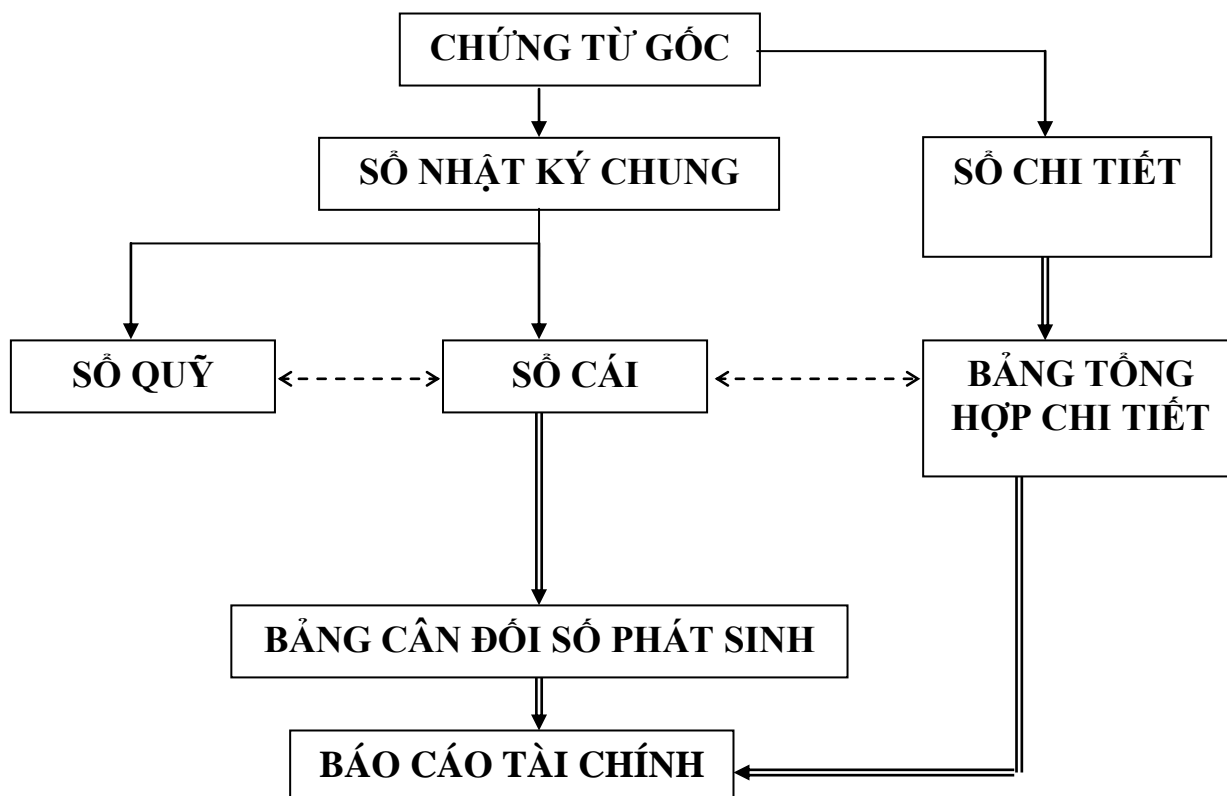 CHỨNG TỪ GỐC
SỔ NHẬT KÝ CHUNG
SỔ CHI TIẾT
SỔ QUỸ
SỔ CÁI
BẢNG TỔNG
HỢP CHI TIẾT
BẢNG CÂN ĐỐI SỐ PHÁT SINH
BÁO CÁO TÀI CHÍNH